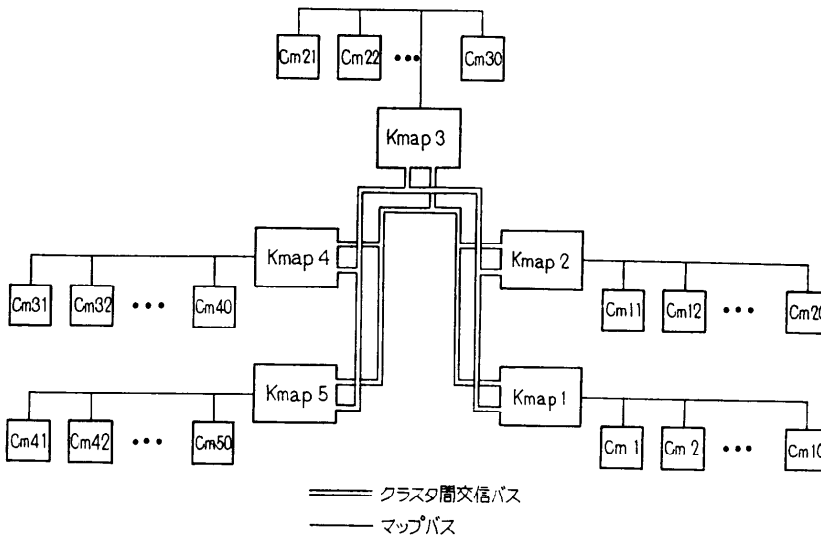 Cm21 Cm22 ••• Cm30
Kmap 3
Kmap 4 Kmap 2
Cm31 Cm32 ••• Cm40 Cm11 Cm12 ••• Cm20
Kmap 5 Kmap 1
Cm41 Cm42 ••• Cm50 Cm 1 Cm 2 ••• Cm10
クラスタ間交信バス
マップバス